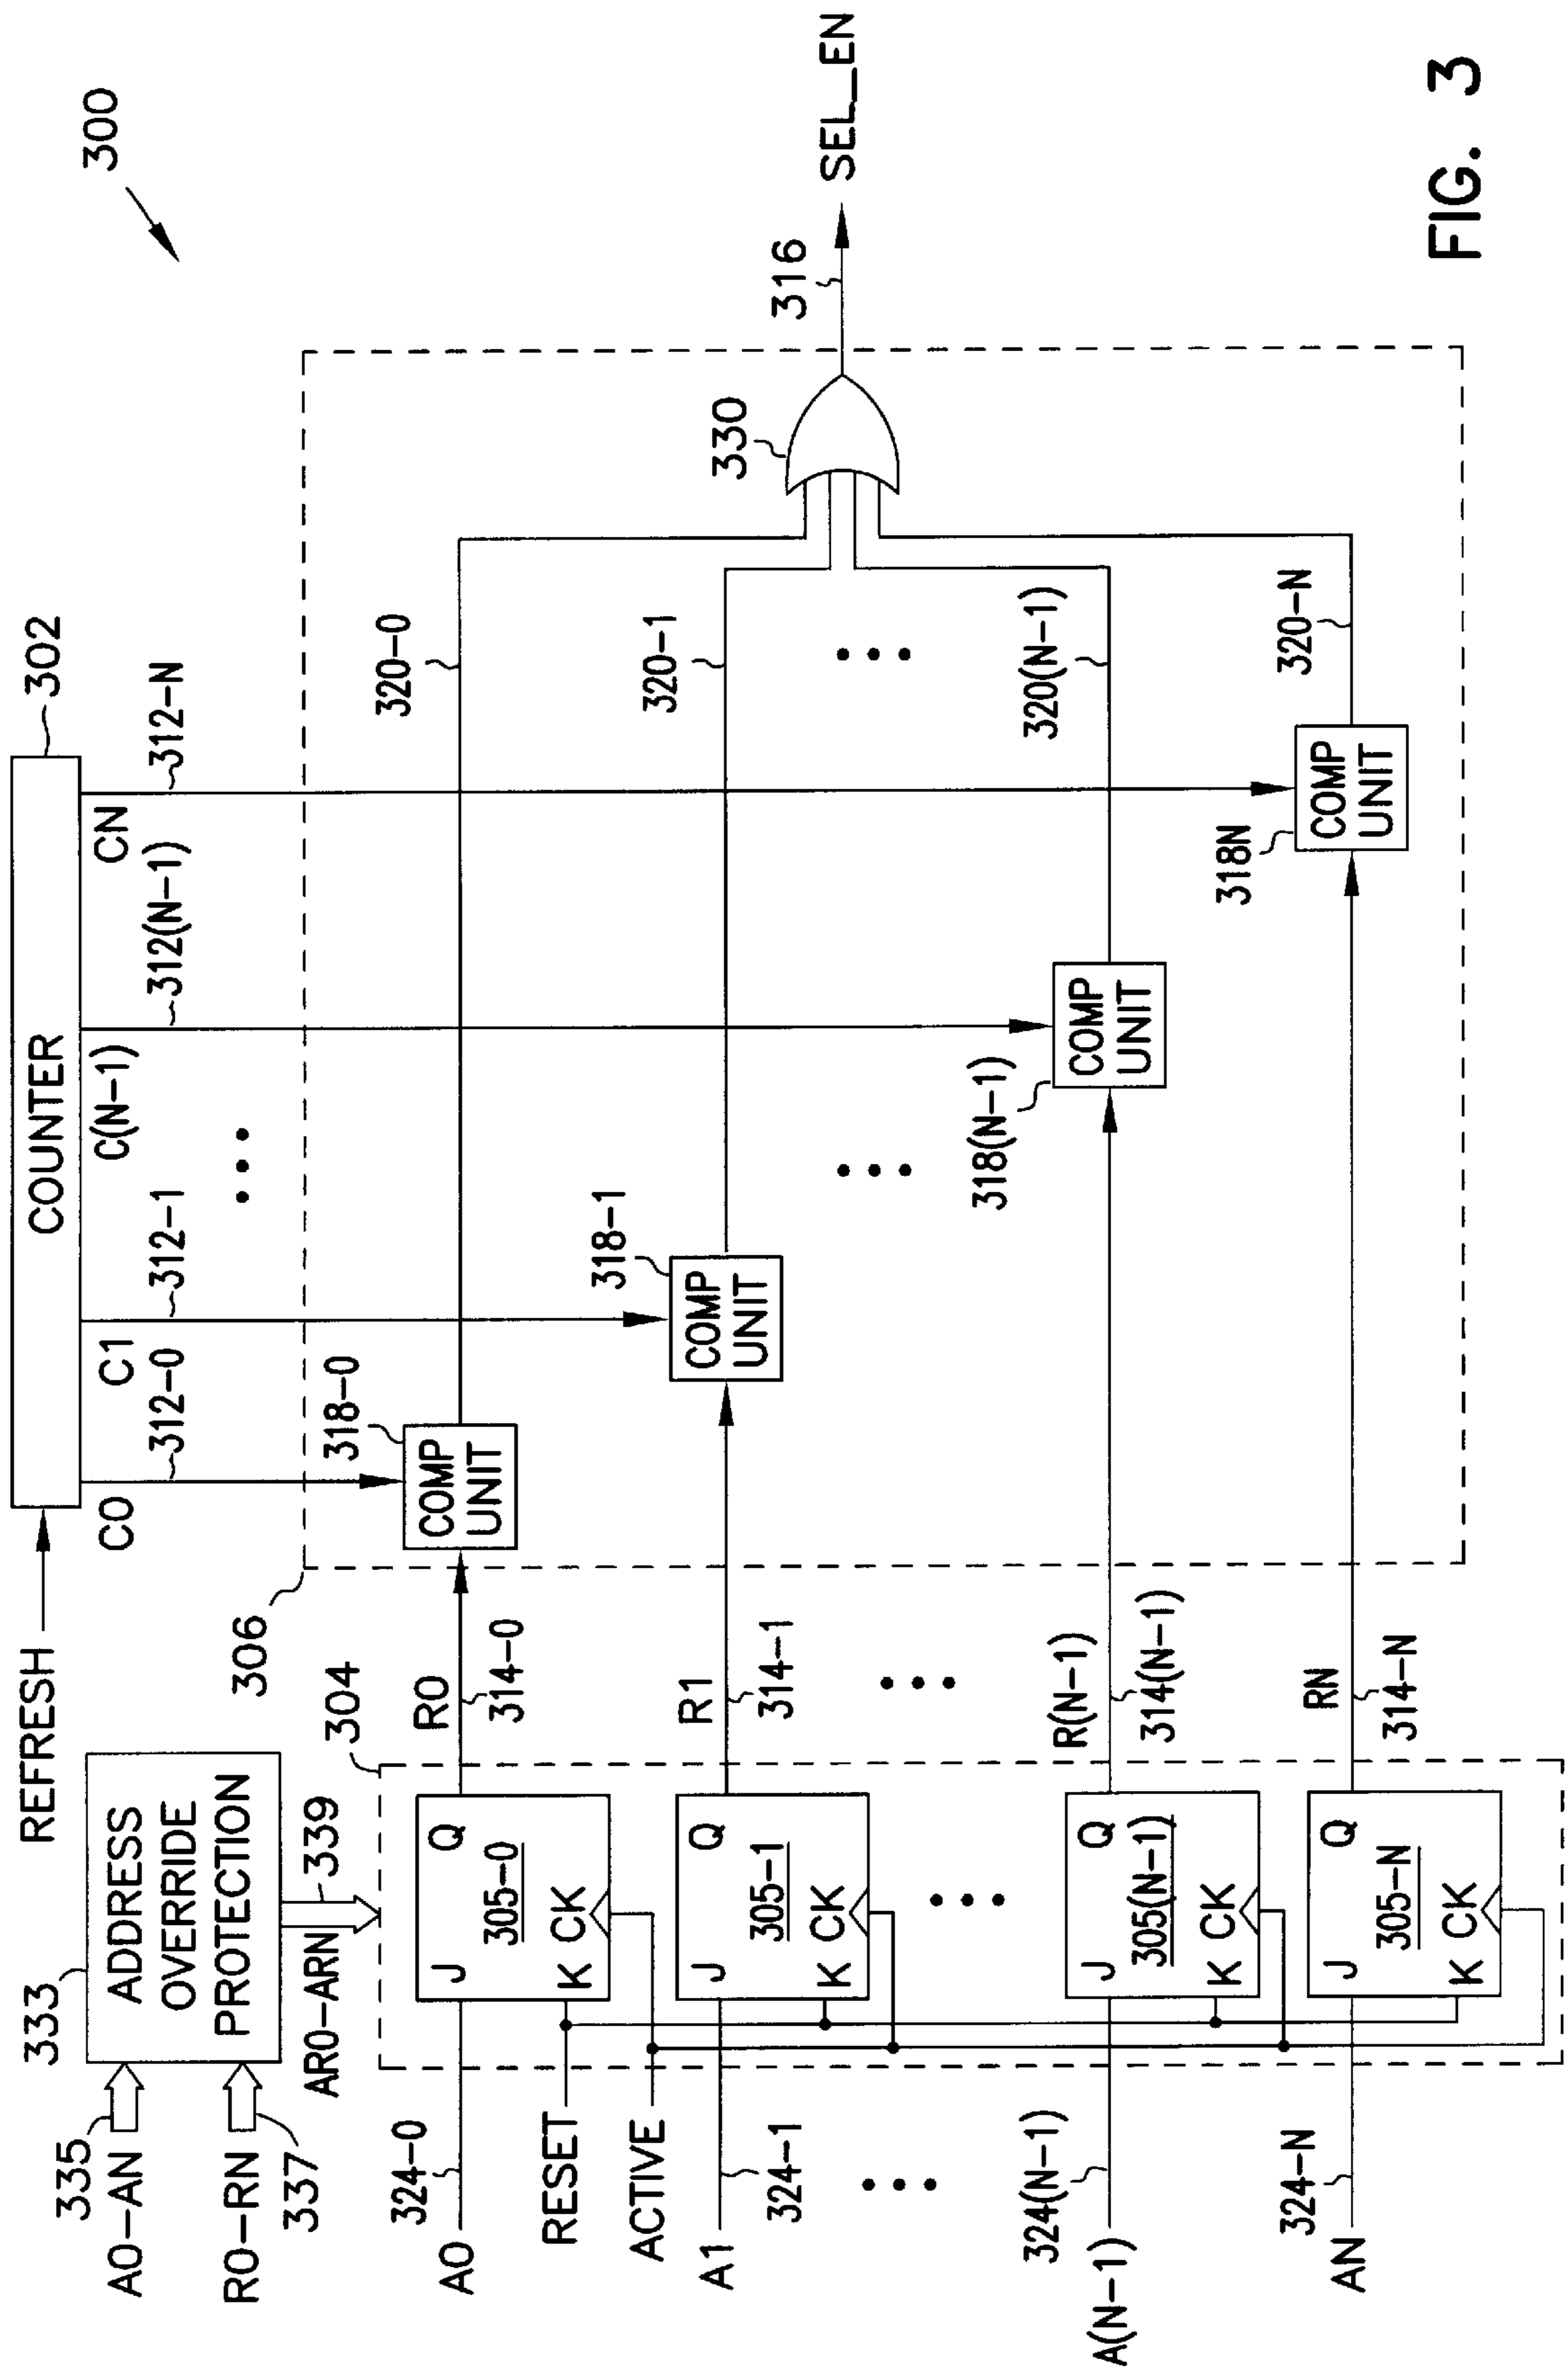 300
REFRESH
COUNTER
302
C0
312-0
C1
312-1
C(N-1)
312(N-1)
CN
312-N
333
ADDRESS
OVERRIDE
PROTECTION
335
A0-AN
R0-RN
337
AR0-ARN
339
304
306
A0
324-0
J
Q
305-0
K
CK
R0
314-0
318-0
COMP
UNIT
320-0
RESET
ACTIVE
A1
324-1
J
Q
305-1
K
CK
R1
314-1
318-1
COMP
UNIT
320-1
330
316
SEL_EN
A(N-1)
324(N-1)
J
Q
305(N-1)
K
CK
R(N-1)
314(N-1)
318(N-1)
COMP
UNIT
320(N-1)
AN
324-N
J
Q
305-N
K
CK
RN
314-N
318N
COMP
UNIT
320-N
FIG. 3